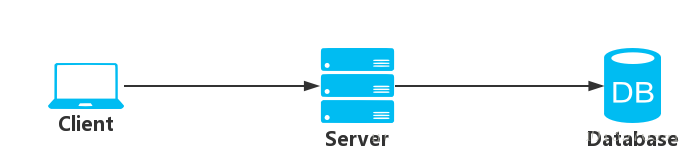 Client
Server
DB
Database